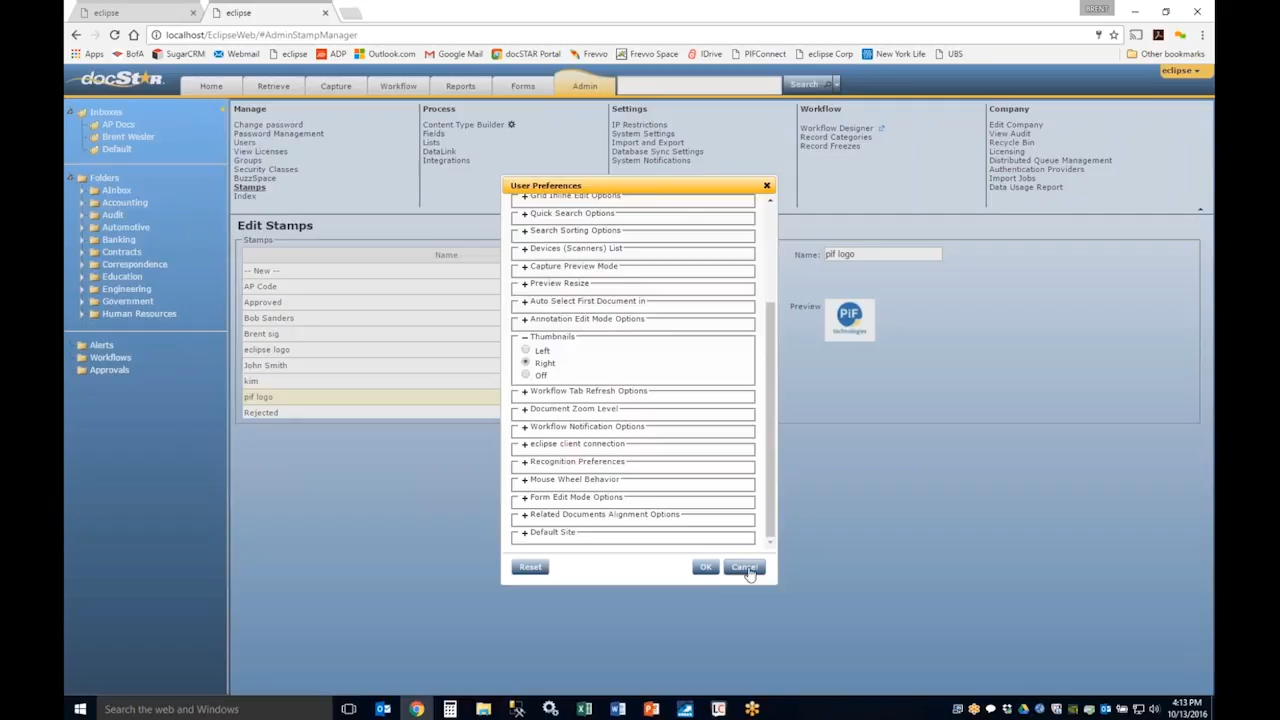 eclipse
eclipse
BRENT
localhost/EclipseWeb/#AdminStampManager
Apps BofA SugarCRM Webmail eclipse ADP Outlook.com Google Mail docSTAR Portal Frevvo Frevvo Space IDrive PIFConnect eclipse Corp New York Life UBS Other bookmarks
docStar
Home Retrieve Capture Workflow Reports Forms Admin Search
eclipse
Inboxes
AP Docs
Brent Wesler
Default
Folders
AInbox
Accounting
Audit
Automotive
Banking
Contracts
Correspondence
Education
Engineering
Government
Human Resources
Alerts
Workflows
Approvals
Manage
Change password
Password Management
Users
View Licenses
Groups
Security Classes
BuzzSpace
Stamps
Index
Process
Content Type Builder
Fields
Lists
DataLink
Integrations
Settings
IP Restrictions
System Settings
Import and Export
Database Sync Settings
System Notifications
Workflow
Workflow Designer
Record Categories
Record Freezes
Company
Edit Company
View Audit
Recycle Bin
Licensing
Distributed Queue Management
Authentication Providers
Import Jobs
Data Usage Report
Edit Stamps
Stamps
Name
-- New --
AP Code
Approved
Bob Sanders
Brent sig
eclipse logo
John Smith
kim
pif logo
Rejected
User Preferences
Grid Inline Edit Options
Quick Search Options
Search Sorting Options
Devices (Scanners) List
Capture Preview Mode
Preview Resize
Auto Select First Document in
Annotation Edit Mode Options
Thumbnails
Left
Right
Off
Workflow Tab Refresh Options
Document Zoom Level
Workflow Notification Options
eclipse client connection
Recognition Preferences
Mouse Wheel Behavior
Form Edit Mode Options
Related Documents Alignment Options
Default Site
Reset OK Cancel
Name: pif logo
Preview
PiF
technologies
Search the web and Windows
4:13 PM
10/13/2016